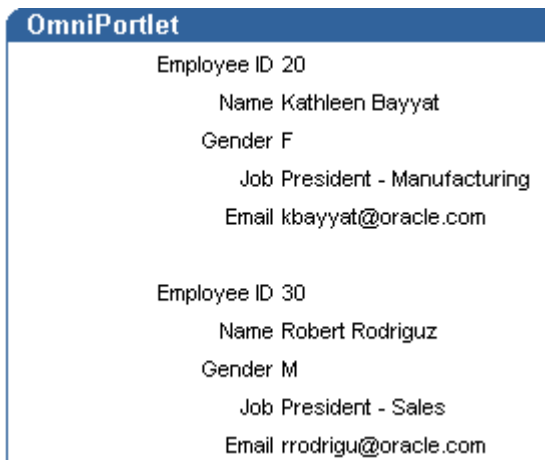 OmniPortlet
Employee ID 20
Name Kathleen Bayyat
Gender F
Job President - Manufacturing
Email kbayyat@oracle.com
Employee ID 30
Name Robert Rodriguz
Gender M
Job President - Sales
Email rrodrigu@oracle.com